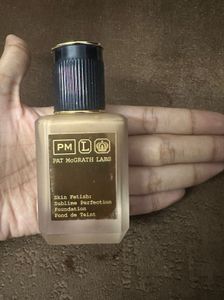 PM L
PAT McGRATH LABS
Skin Fetish:
Sublime Perfection
Foundation
Fond de Teint